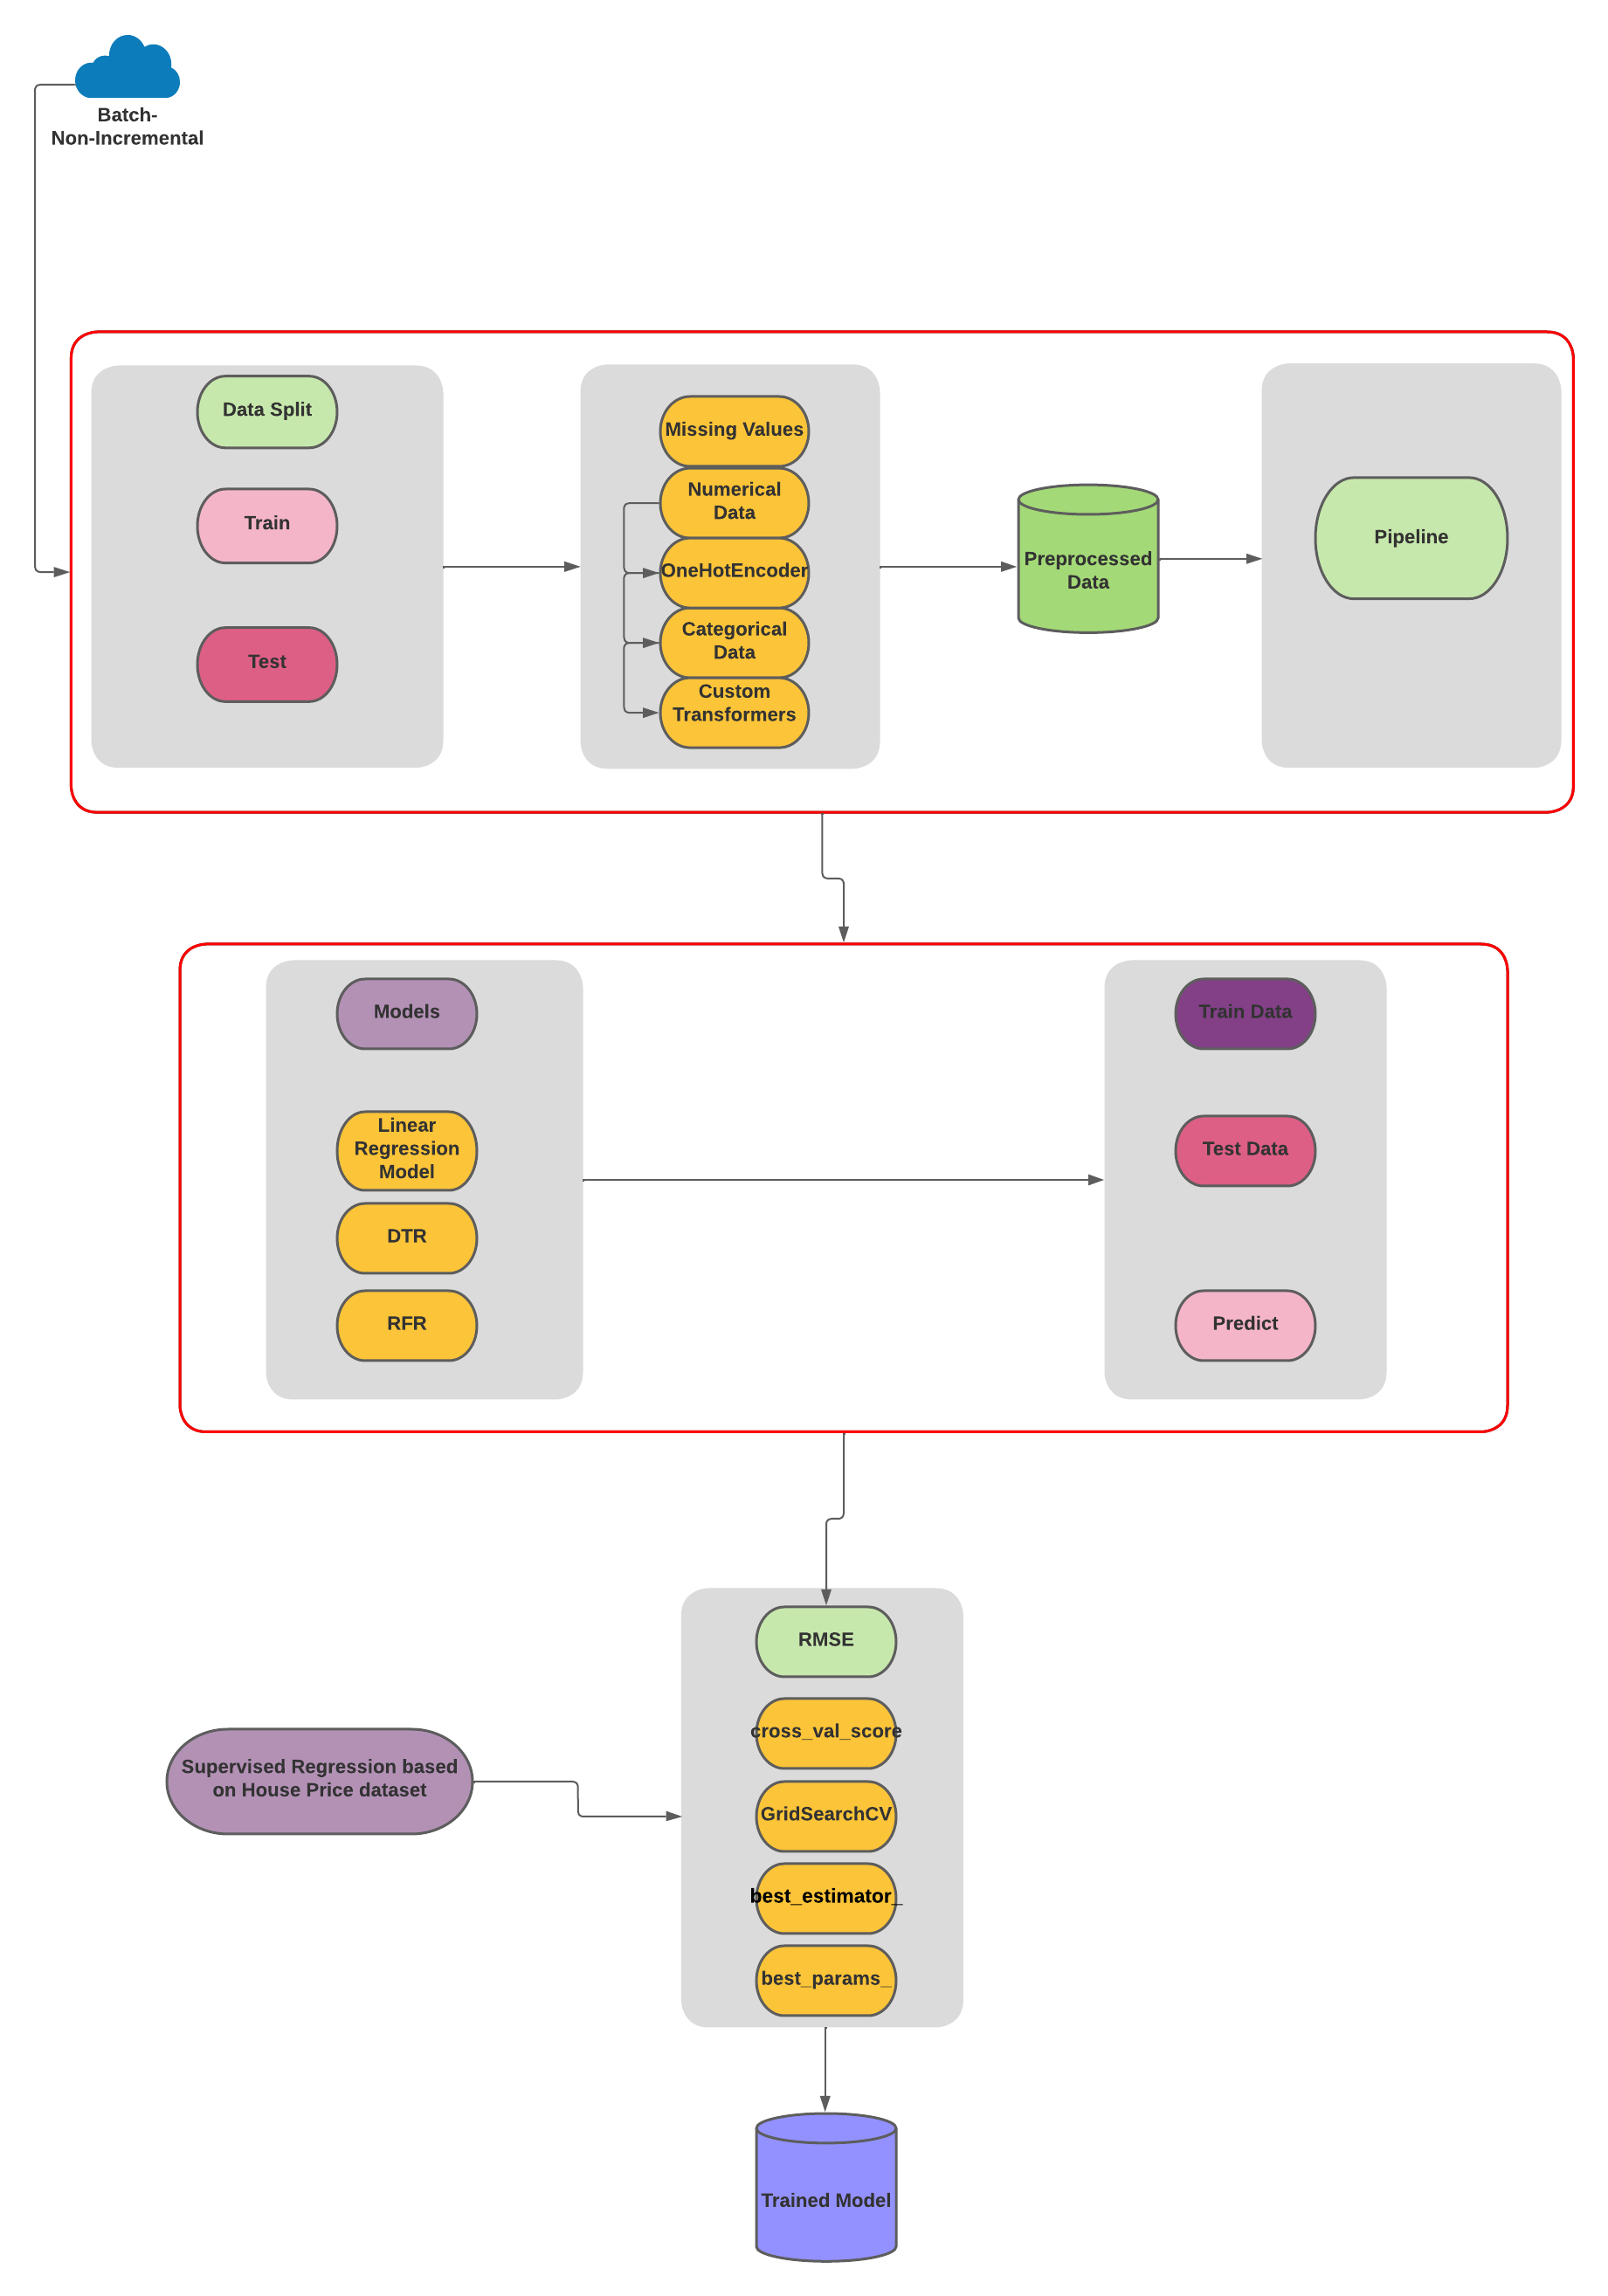 Batch-
Non-Incremental
Data Split
Train
Test
Missing Values
Numerical
Data
OneHotEncoder
Categorical
Data
Custom
Transformers
Preprocessed
Data
Pipeline
Models
Linear
Regression
Model
DTR
RFR
Train Data
Test Data
Predict
RMSE
cross_val_score
GridSearchCV
best_estimator_
best_params_
Supervised Regression based
on House Price dataset
Trained Model